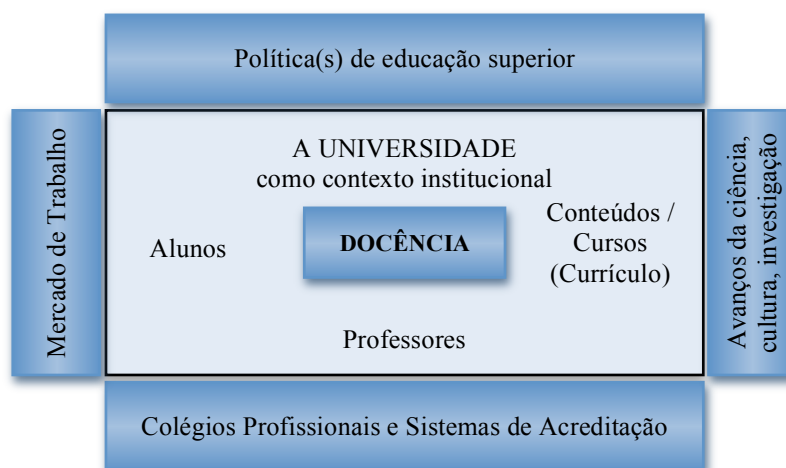 Política(s) de educação superior
Mercado de Trabalho
A UNIVERSIDADE
como contexto institucional
Alunos
DOCÊNCIA
Conteúdos /
Cursos
(Currículo)
Professores
Avanços da ciência,
cultura, investigação
Colégios Profissionais e Sistemas de Acreditação